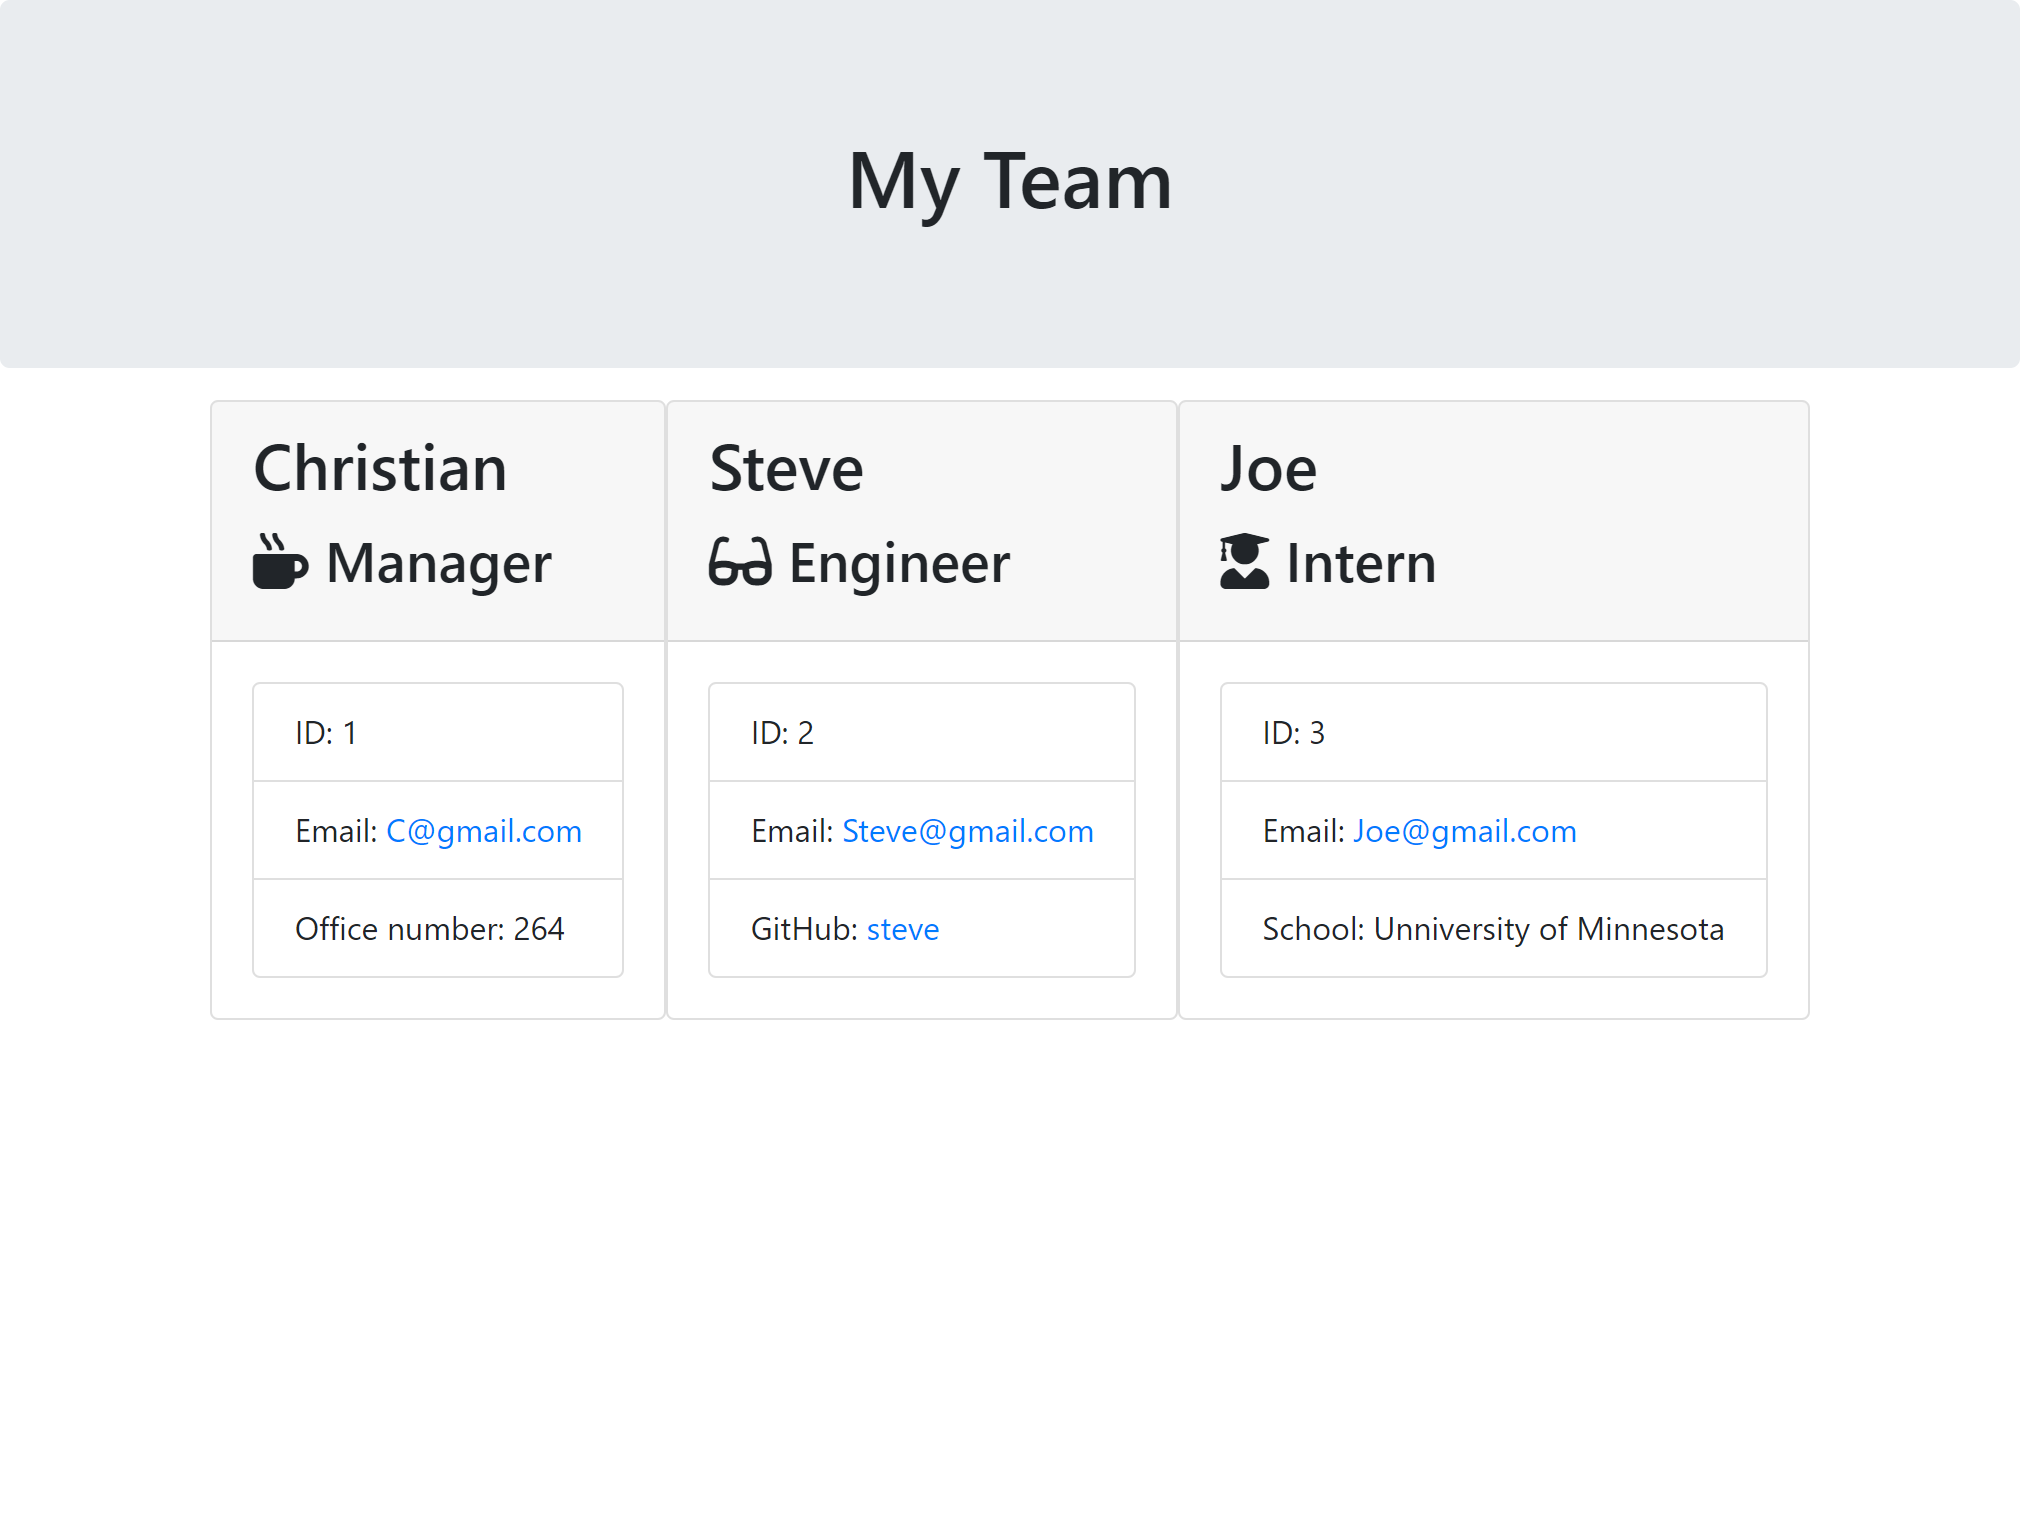 My Team
Christian
Manager
ID: 1
Email: C@gmail.com
Office number: 264
Steve
Engineer
ID: 2
Email: Steve@gmail.com
GitHub: steve
Joe
Intern
ID: 3
Email: Joe@gmail.com
School: Unniversity of Minnesota